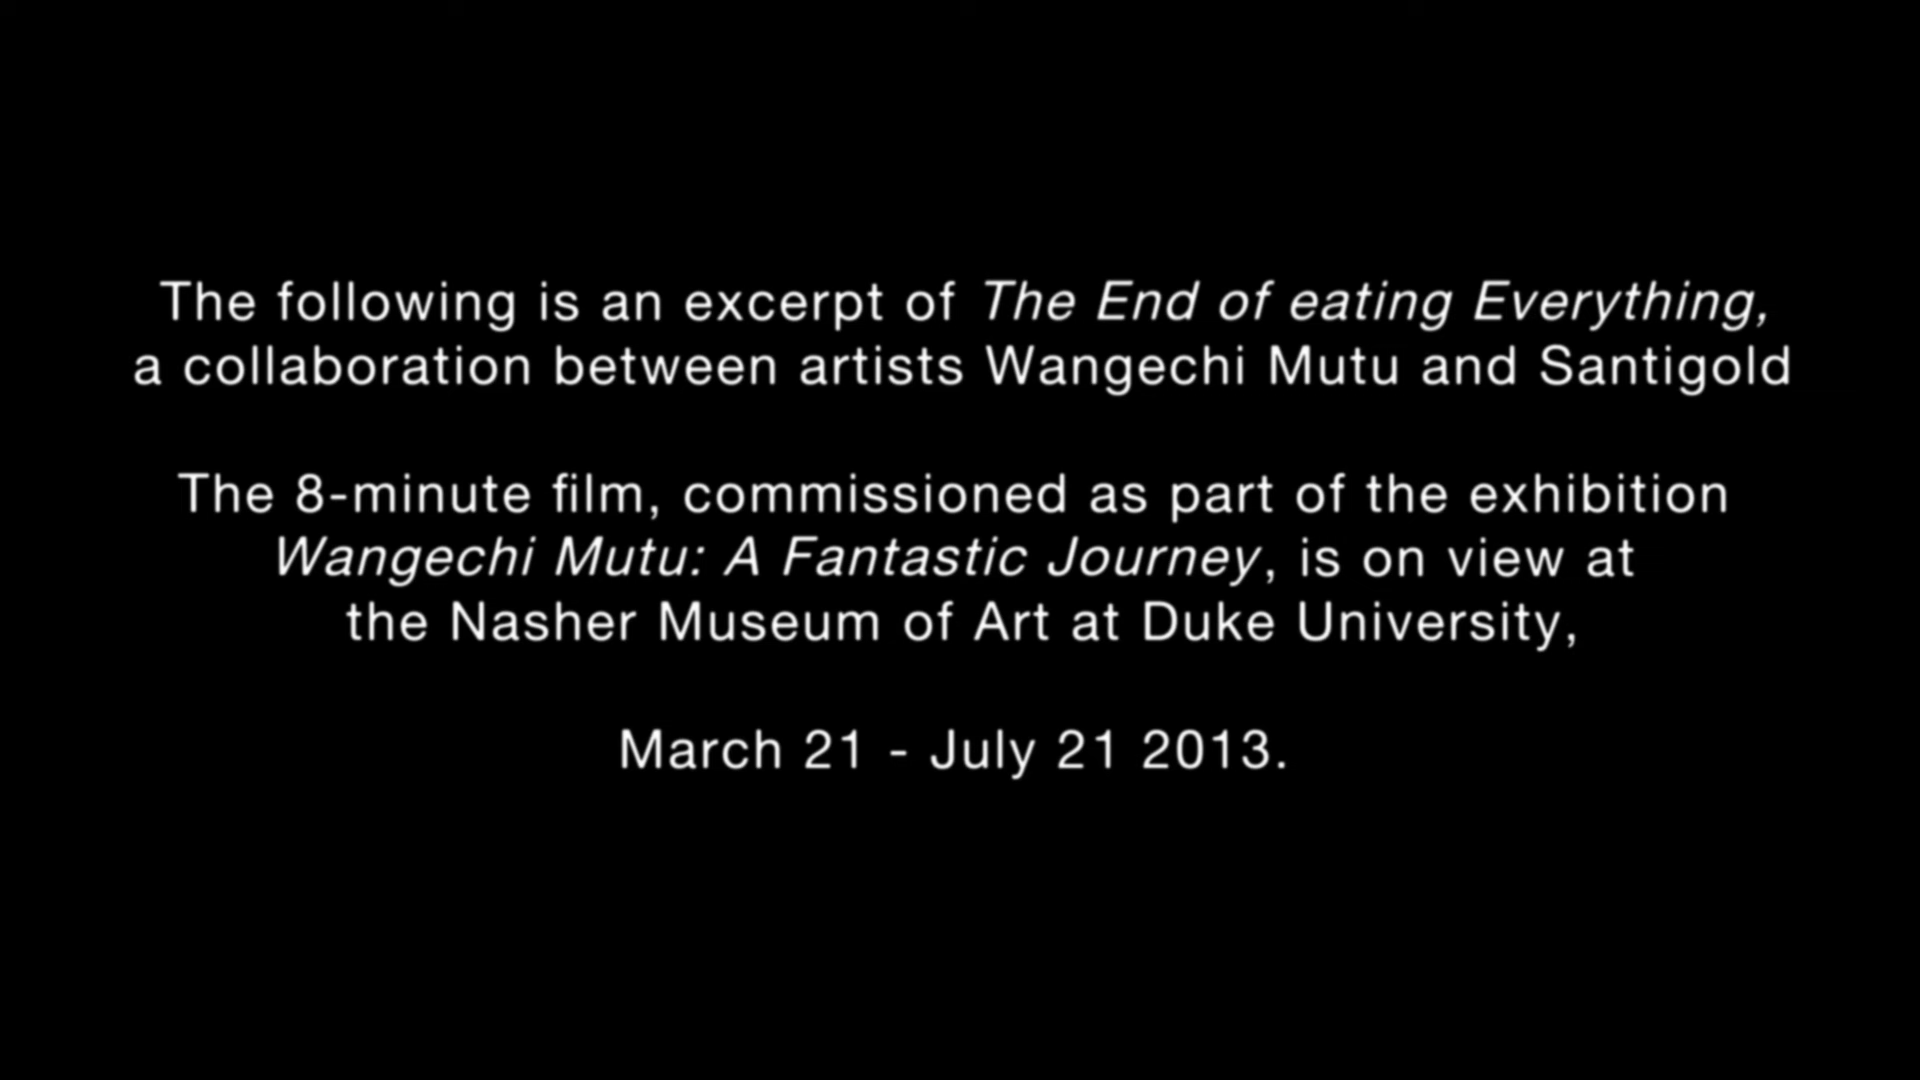 The following is an excerpt of The End of eating Everything,
a collaboration between artists Wangechi Mutu and Santigold
The 8-minute film, commissioned as part of the exhibition
Wangechi Mutu: A Fantastic Journey, is on view at
the Nasher Museum of Art at Duke University,
March 21 - July 21 2013.